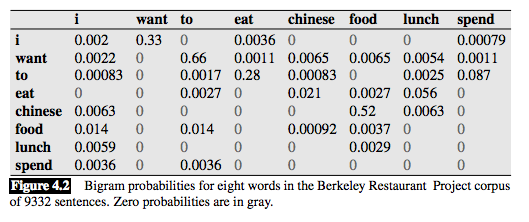 i want to eat chinese food lunch spend
i 0.002 0.33 0 0.0036 0 0 0 0.00079
want 0.0022 0 0.66 0.0011 0.0065 0.0065 0.0054 0.0011
to 0.00083 0 0.0017 0.28 0.00083 0 0.0025 0.087
eat 0 0 0.0027 0 0.021 0.0027 0.056 0
chinese 0.0063 0 0 0 0 0.52 0.0063 0
food 0.014 0 0.014 0 0.00092 0.0037 0 0
lunch 0.0059 0 0 0 0 0.0029 0 0
spend 0.0036 0 0.0036 0 0 0 0 0
Figure 4.2 Bigram probabilities for eight words in the Berkeley Restaurant Project corpus
of 9332 sentences. Zero probabilities are in gray.